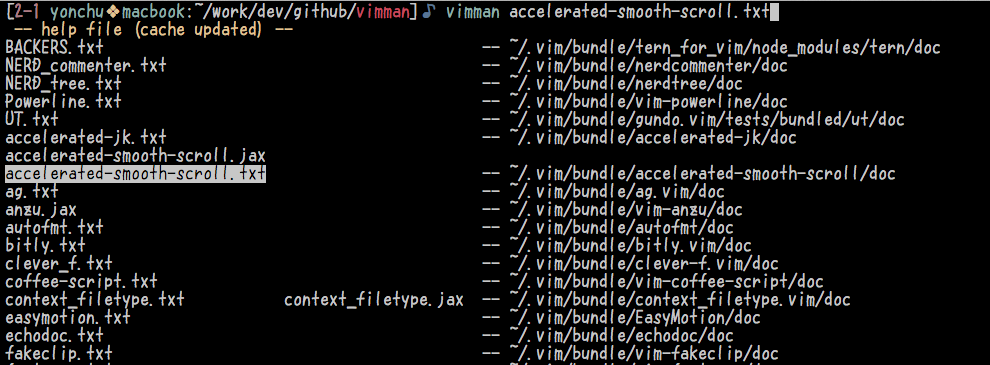 [2-1 yonchu❖macbook:~/work/dev/github/vimman]♪ vimman accelerated-smooth-scroll.txt
-- help file (cache updated) --
BACKERS.txt -- ~/.vim/bundle/tern_for_vim/node_modules/tern/doc
NERD_commenter.txt -- ~/.vim/bundle/nerdcommenter/doc
NERD_tree.txt -- ~/.vim/bundle/nerdtree/doc
Powerline.txt -- ~/.vim/bundle/vim-powerline/doc
UT.txt -- ~/.vim/bundle/gundo.vim/tests/bundled/ut/doc
accelerated-jk.txt -- ~/.vim/bundle/accelerated-jk/doc
accelerated-smooth-scroll.jax
accelerated-smooth-scroll.txt -- ~/.vim/bundle/accelerated-smooth-scroll/doc
ag.txt -- ~/.vim/bundle/ag.vim/doc
anzu.jax -- ~/.vim/bundle/vim-anzu/doc
autofmt.txt -- ~/.vim/bundle/autofmt/doc
bitly.txt -- ~/.vim/bundle/bitly.vim/doc
clever_f.txt -- ~/.vim/bundle/clever-f.vim/doc
coffee-script.txt -- ~/.vim/bundle/vim-coffee-script/doc
context_filetype.txt context_filetype.jax -- ~/.vim/bundle/context_filetype.vim/doc
easymotion.txt -- ~/.vim/bundle/EasyMotion/doc
echodoc.txt -- ~/.vim/bundle/echodoc/doc
fakeclip.txt -- ~/.vim/bundle/vim-fakeclip/doc